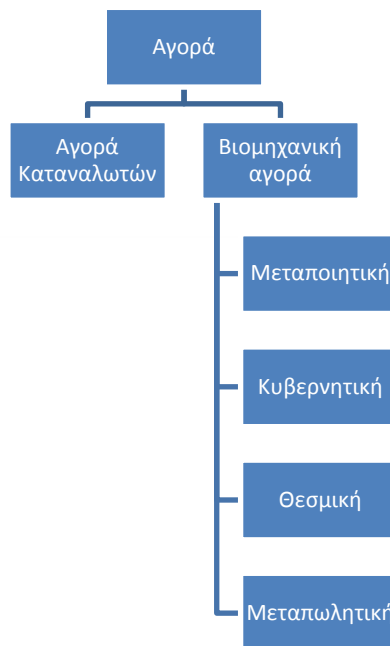 Αγορά
Αγορά
Καταναλωτών
Βιομηχανική
αγορά
Μεταποιητική
Κυβερνητική
Θεσμική
Μεταπωλητική